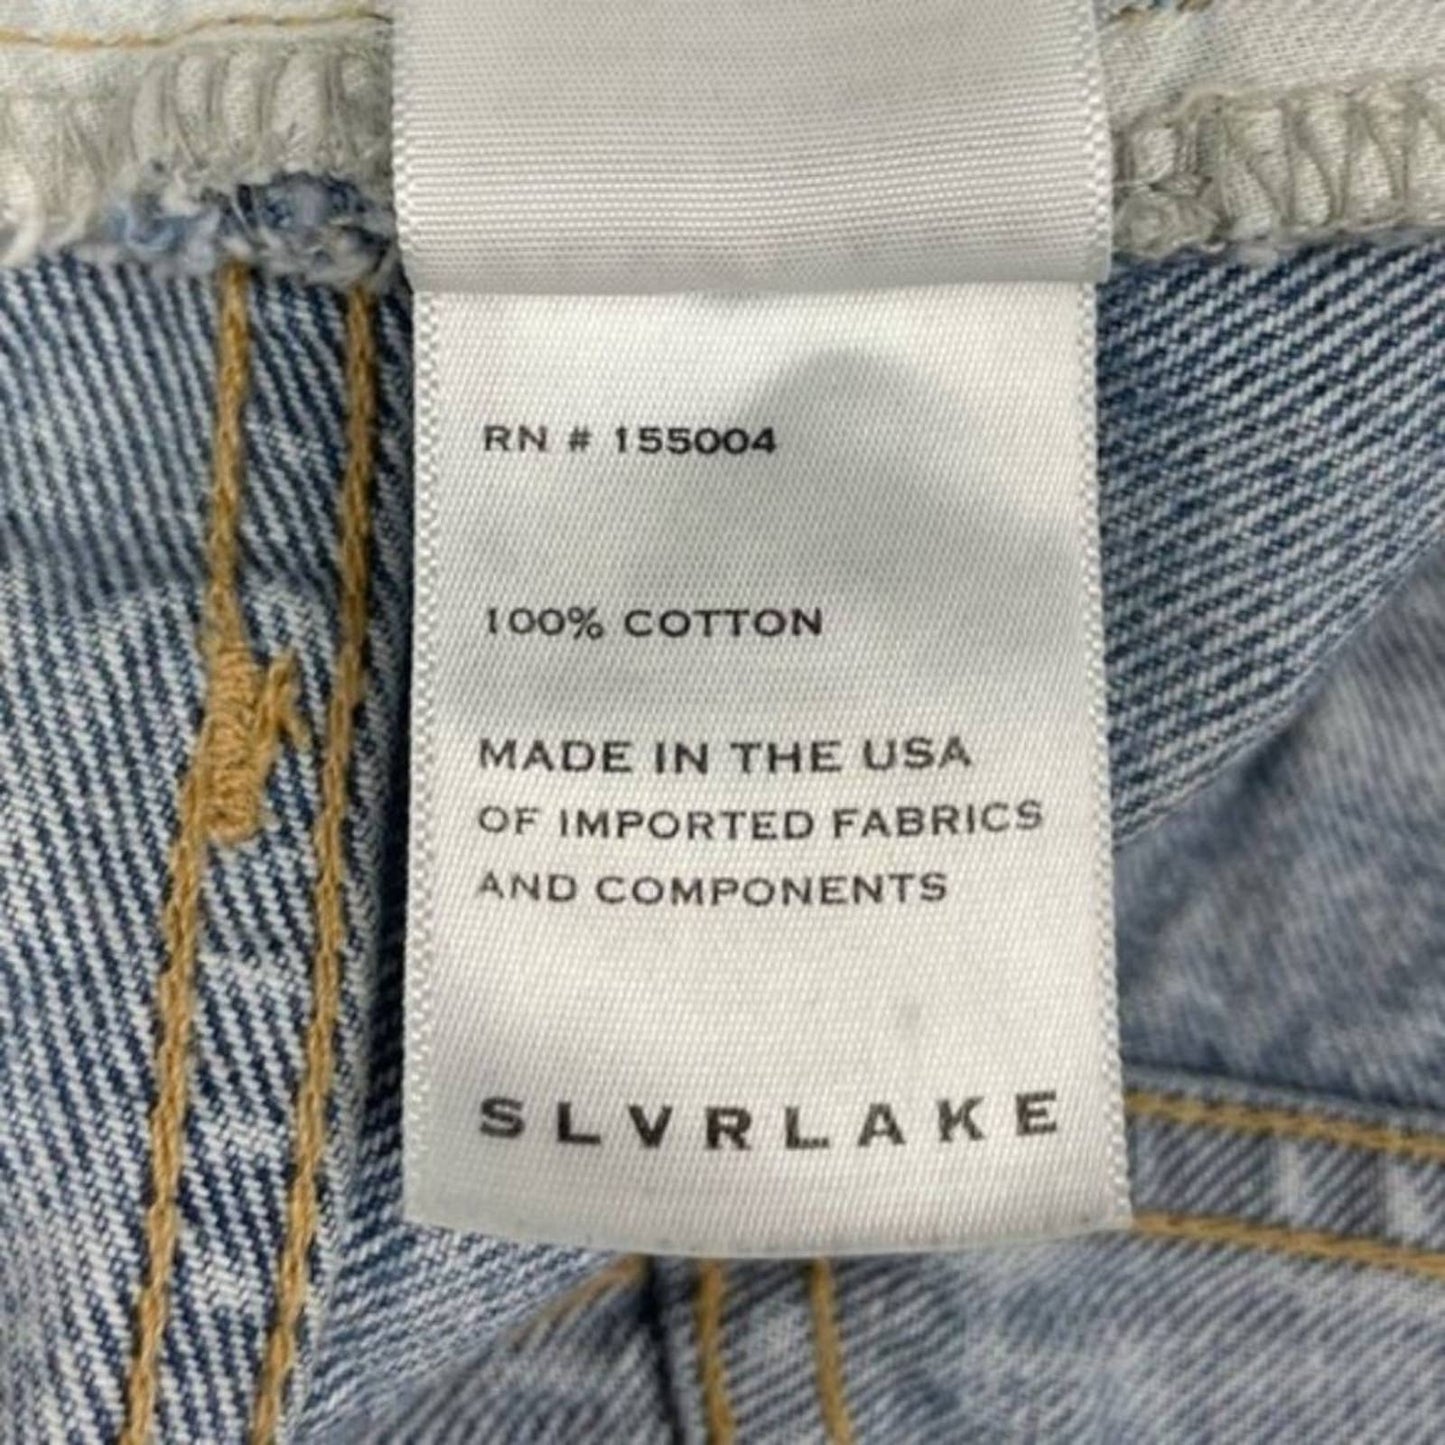 RN # 155004
100% COTTON
MADE IN THE USA
OF IMPORTED FABRICS
AND COMPONENTS
SLVRLAKE